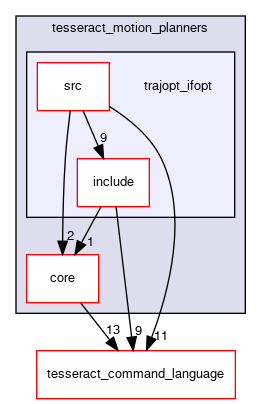 tesseract_motion_planners
src
trajopt_ifopt
9
include
2
1
core
13
9
11
tesseract_command_language